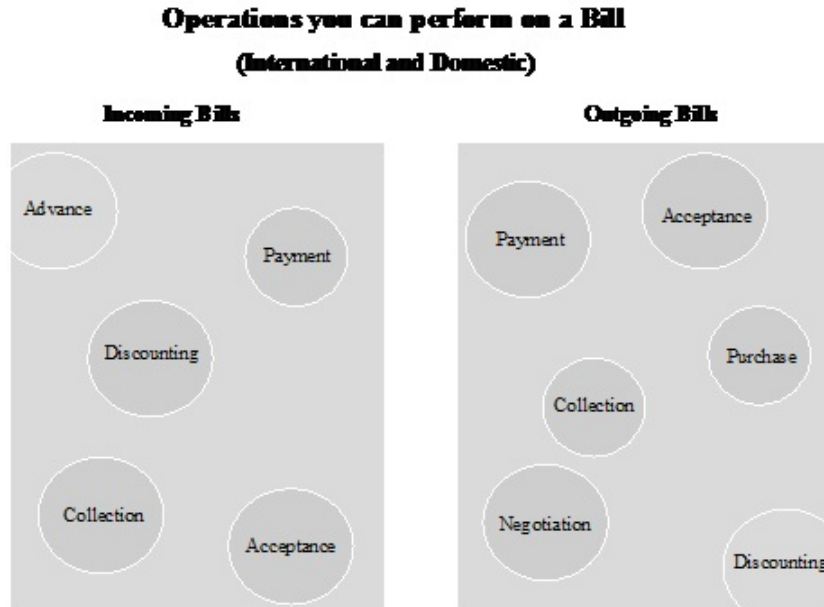 Operations you can perform on a Bill
(International and Domestic)
Incoming Bills
Advance
Payment
Discounting
Collection
Acceptance
Outgoing Bills
Payment
Acceptance
Purchase
Collection
Negotiation
Discounting